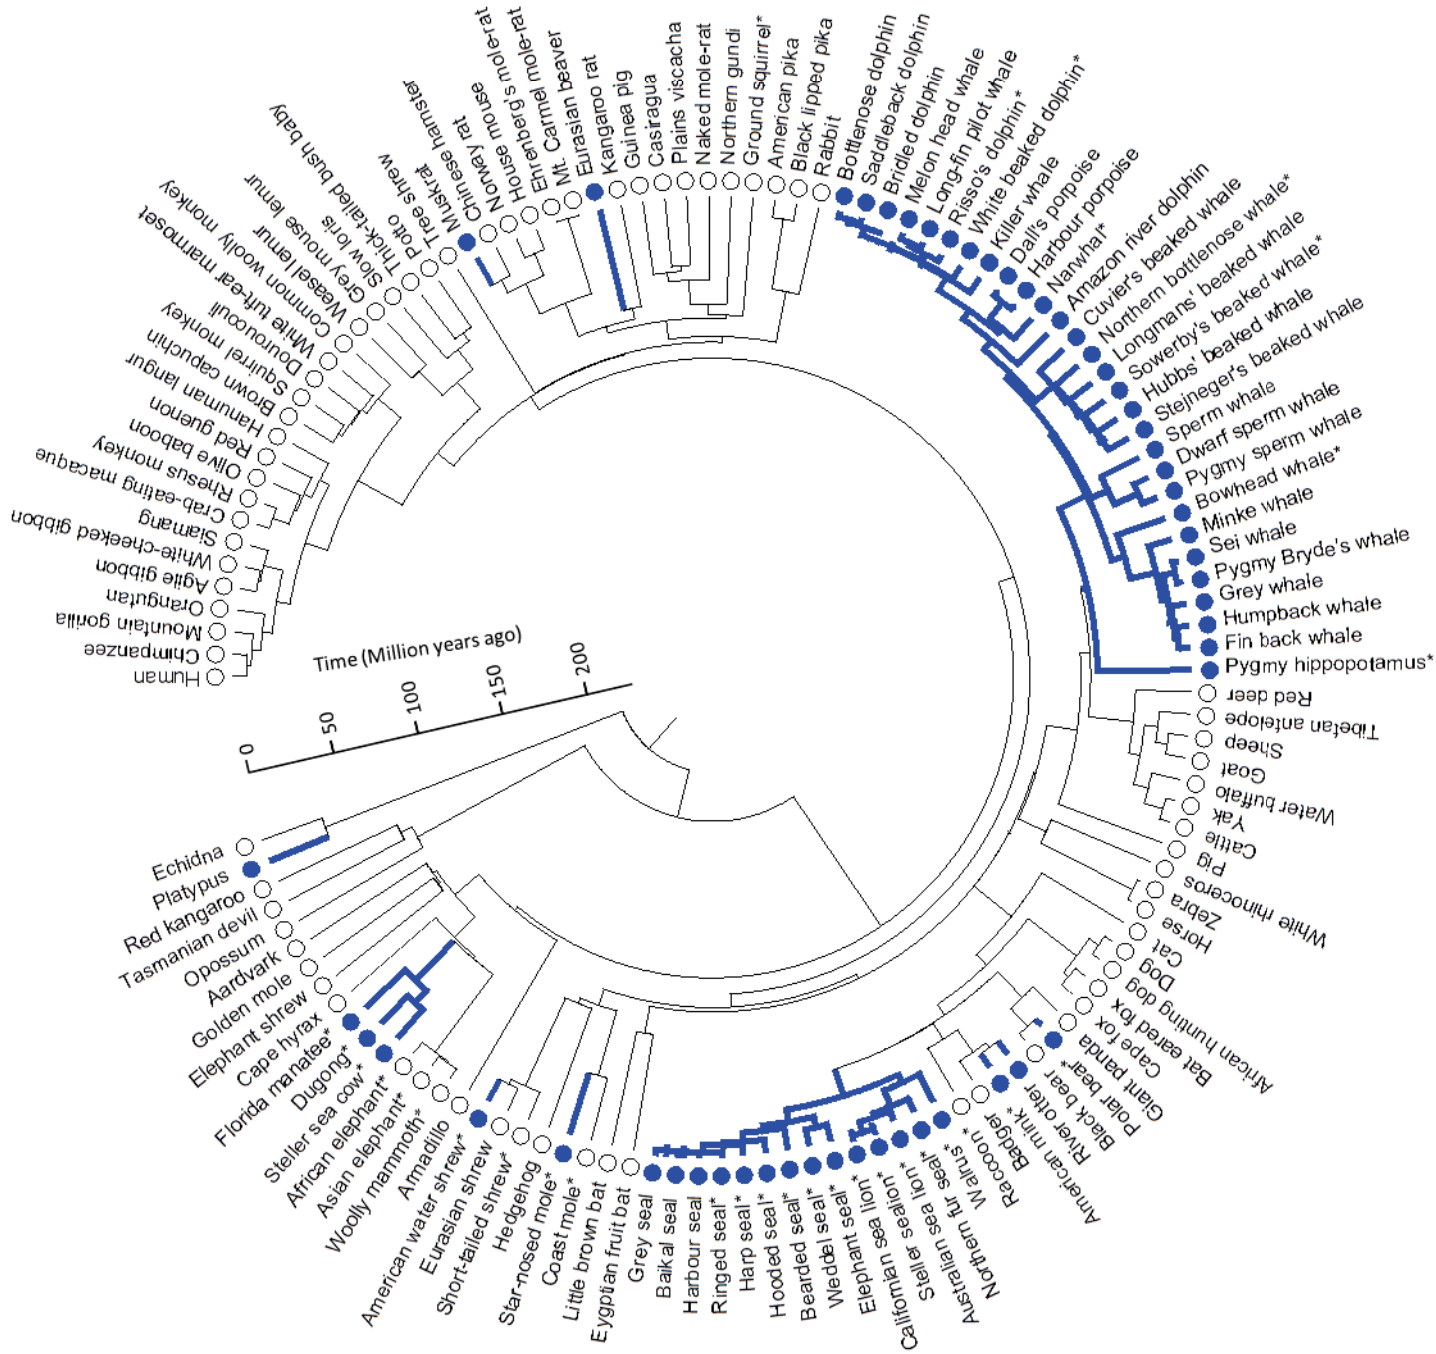 Human
Chimpanzee
Mountain gorilla
Orangutan
Agile gibbon
White-cheeked gibbon
Siamang
Crab-eating macaque
Rhesus monkey
Olive baboon
Red guenon
Hanuman langur
Brown capuchin
Squirrel monkey
Douroucouli
White tuft-ear marmoset
Common woolly monkey
Weasel lemur
Grey mouse lemur
Slow loris
Thick-tailed bush baby
Potto
Tree shrew
Muskrat
Chinese hamster
Norway rat
House mouse
Ehrenberg's mole-rat
Mt. Carmel mole-rat
Eurasian beaver
Kangaroo rat
Guinea pig
Casiragua
Plains viscacha
Naked mole-rat
Northern gundi
Ground squirrel*
American pika
Black lipped pika
Rabbit
Bottlenose dolphin
Saddleback dolphin
Bridled dolphin
Melon head whale
Long-fin pilot whale
Risso's dolphin*
White beaked dolphin*
Killer whale
Dall's porpoise
Harbour porpoise
Narwhal*
Amazon river dolphin
Cuvier's beaked whale
Northern bottlenose whale*
Longmans' beaked whale
Sowerby's beaked whale*
Hubbs' beaked whale
Stejneger's beaked whale
Sperm whale
Dwarf sperm whale
Pygmy sperm whale
Bowhead whale*
Minke whale
Sei whale
Pygmy Bryde's whale
Grey whale
Humpback whale
Fin back whale
Pygmy hippopotamus*
Red deer
Tibetan antelope
Sheep
Goat
Water buffalo
Yak
Cattle
Pig
White rhinoceros
Zebra
Horse
Cat
Dog
African hunting dog
Bat eared fox
Cape fox
Giant panda
Polar bear*
Black bear*
River otter
American mink*
Badger
Raccoon*
Walrus*
Northern fur seal*
Australian sea lion*
Steller sealion*
Californian sea lion*
Elephant seal*
Weddel seal*
Bearded seal*
Hooded seal*
Harp seal*
Ringed seal*
Harbour seal
Baikal seal
Grey seal
Eygptian fruit bat
Little brown bat
Coast mole*
Star-nosed mole*
Hedgehog
Short-tailed shrew*
Eurasian shrew
American water shrew*
Armadillo
Woolly mammoth*
Asian elephant*
African elephant*
Steller sea cow*
Dugong*
Florida manatee*
Cape hyrax
Elephant shrew
Golden mole
Aardvark
Opossum
Tasmanian devil
Red kangaroo
Platypus
Echidna
Time (Million years ago)
0 50 100 150 200